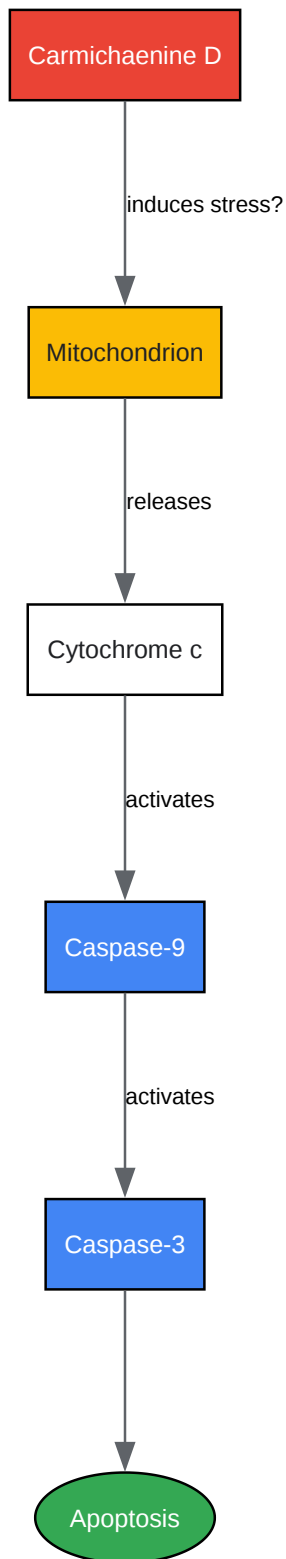 Carmichaenine D
induces stress?
Mitochondrion
releases
Cytochrome c
activates
Caspase-9
activates
Caspase-3
Apoptosis